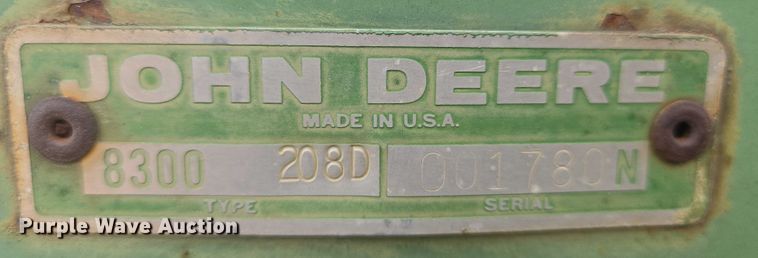 JOHN DEERE
MADE IN U.S.A.
8300 208D 001780N
TYPE SERIAL
Purple Wave Auction